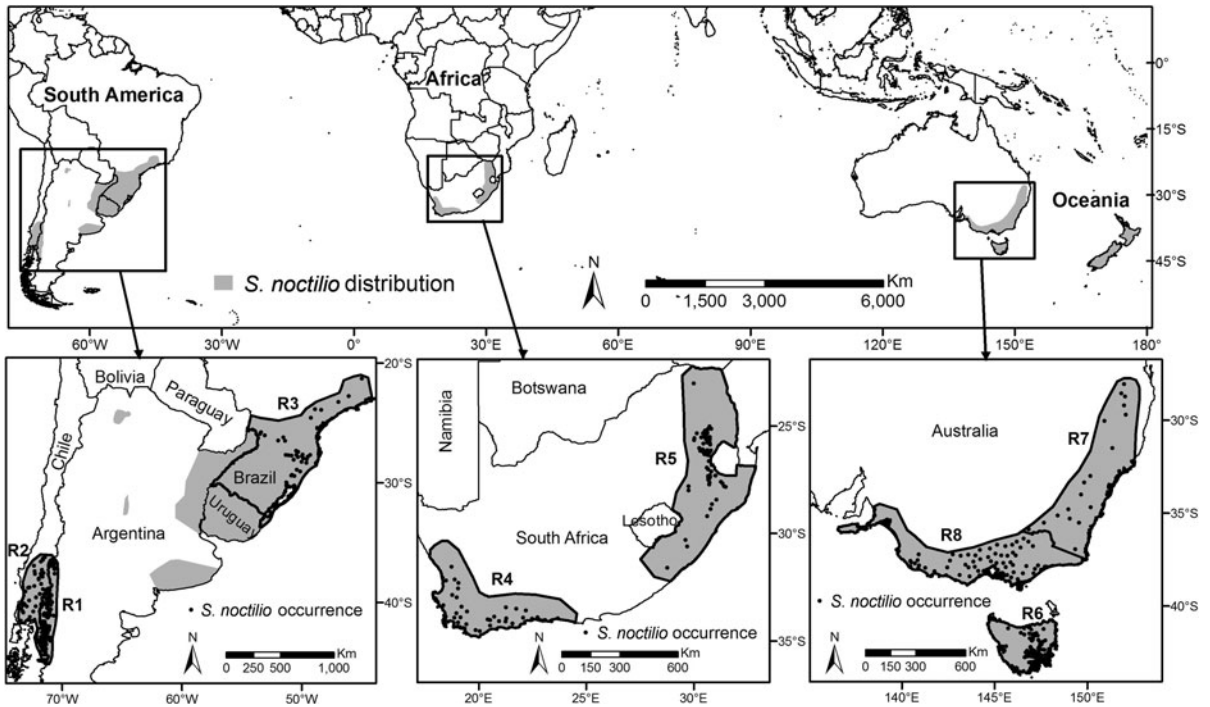 South America
Africa
Oceania
0°
15°S
30°S
45°S
S. noctilio distribution
N
Km
0 1,500 3,000 6,000
60°W 30°W 0° 30°E 60°E 90°E 120°E 150°E 180°
Bolivia
Paraguay
Chile
R3
Brazil
Uruguay
Argentina
R2
R1
S. noctilio occurrence
N
Km
0 250 500 1,000
20°S
30°S
40°S
70°W 60°W 50°W
Namibia
Botswana
R5
Lesotho
South Africa
R4
S. noctilio occurrence
N
Km
0 150 300 600
25°S
30°S
35°S
20°E 30°E
Australia
R7
R8
S. noctilio occurrence
R6
N
Km
0 150 300 600
30°S
35°S
40°S
140°E 145°E 150°E